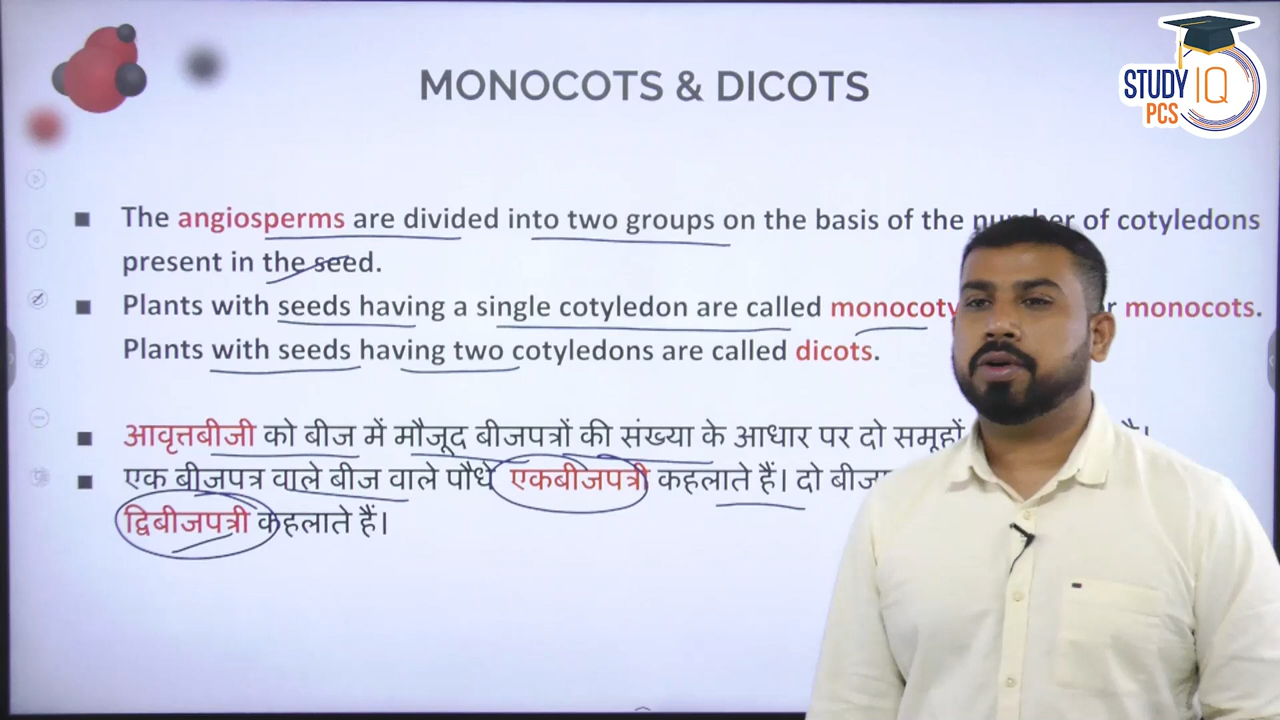 MONOCOTS & DICOTS
STUDY IQ
PCS
The angiosperms are divided into two groups on the basis of the number of cotyledons
present in the seed.
Plants with seeds having a single cotyledon are called monocoty r monocots.
Plants with seeds having two cotyledons are called dicots.
आवृत्तबीजी को बीज में मौजूद बीजपत्रों की संख्या के आधार पर दो समूहों है।
एक बीजपत्र वाले बीज वाले पौधे एकबीजपत्री कहलाते हैं। दो बीज
द्विबीजपत्री कहलाते हैं।